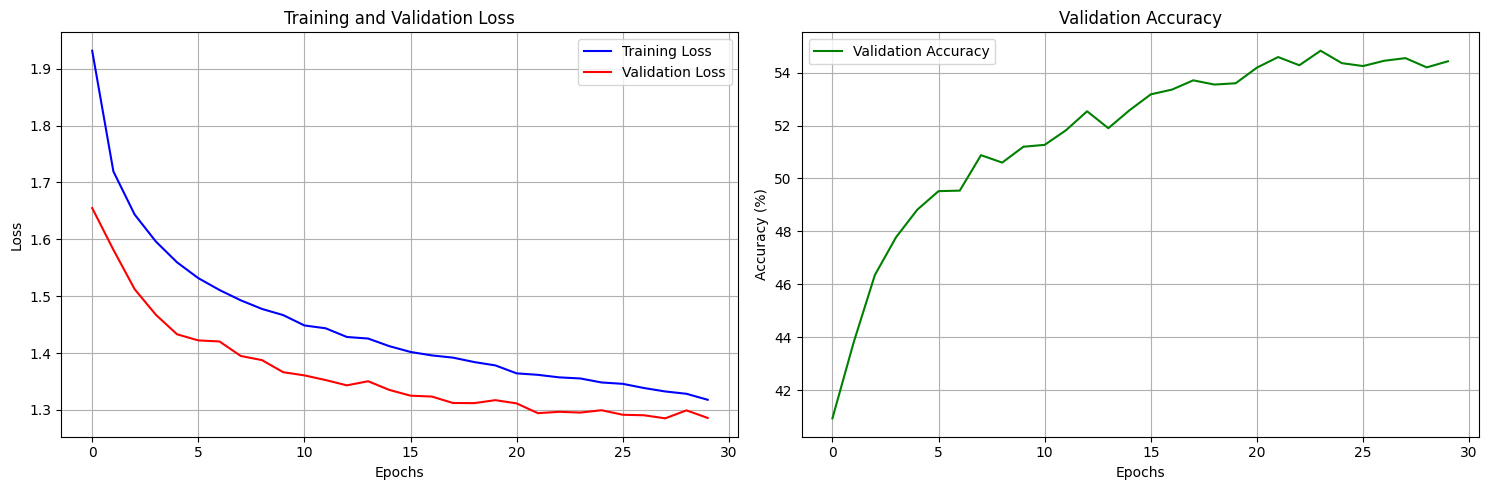 Training and Validation Loss
Training Loss
Validation Loss
1.9
1.8
1.7
1.6
1.5
1.4
1.3
Loss
0 5 10 15 20 25 30
Epochs
Validation Accuracy
Validation Accuracy
54
52
50
48
46
44
42
Accuracy (%)
0 5 10 15 20 25 30
Epochs